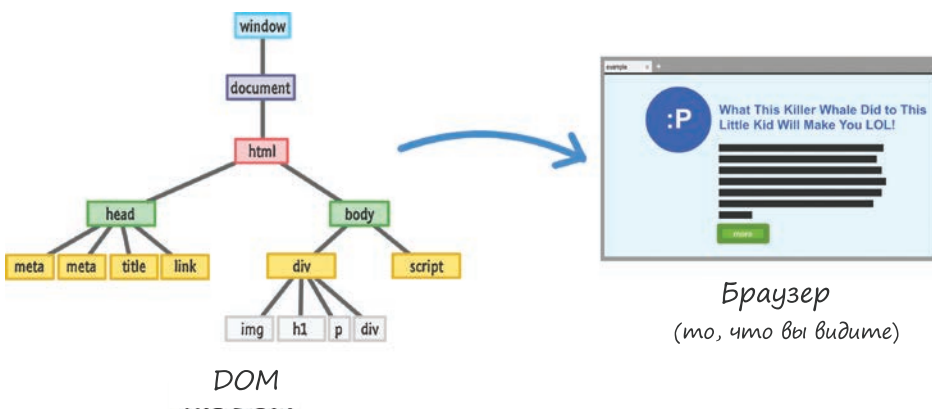 window
document
html
head
body
meta meta title link
div
script
img h1 p div
DOM
example
:P
What This Killer Whale Did to This
Little Kid Will Make You LOL!
more
Браузер
(то, что вы видите)